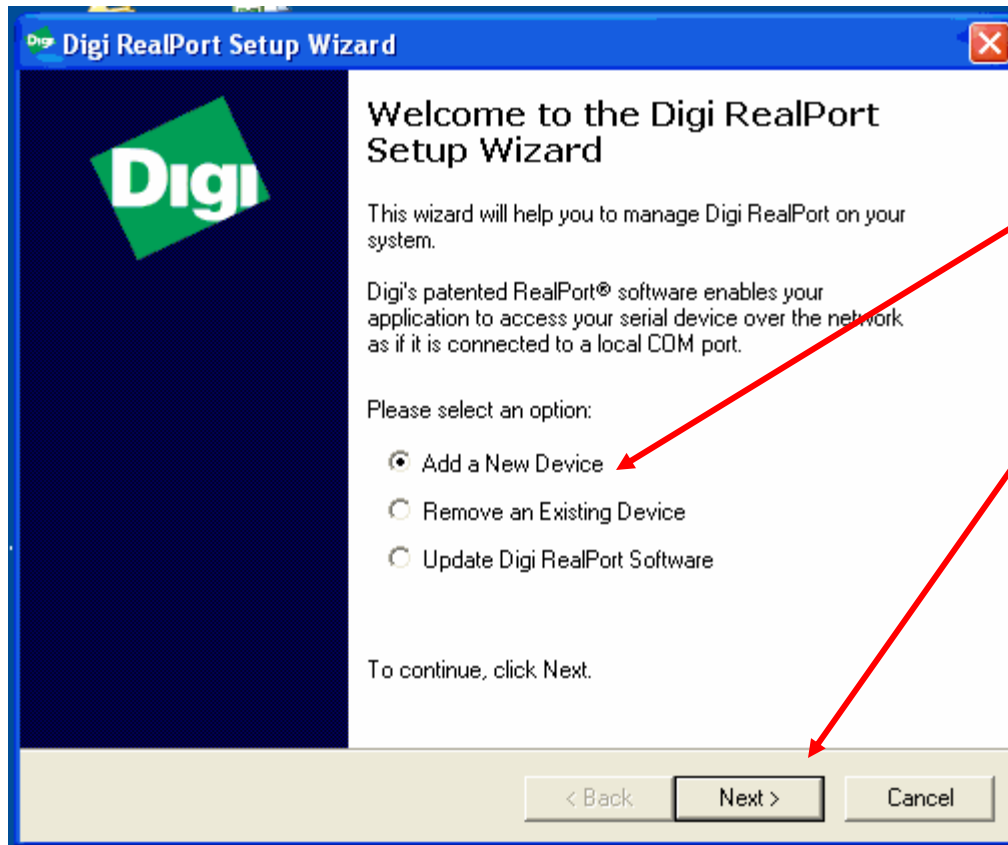 Digi RealPort Setup Wizard
Digi
Welcome to the Digi RealPort
Setup Wizard
This wizard will help you to manage Digi RealPort on your
system.
Digi's patented RealPort® software enables your
application to access your serial device over the network
as if it is connected to a local COM port.
Please select an option:
Add a New Device
Remove an Existing Device
Update Digi RealPort Software
To continue, click Next.
< Back
Next >
Cancel